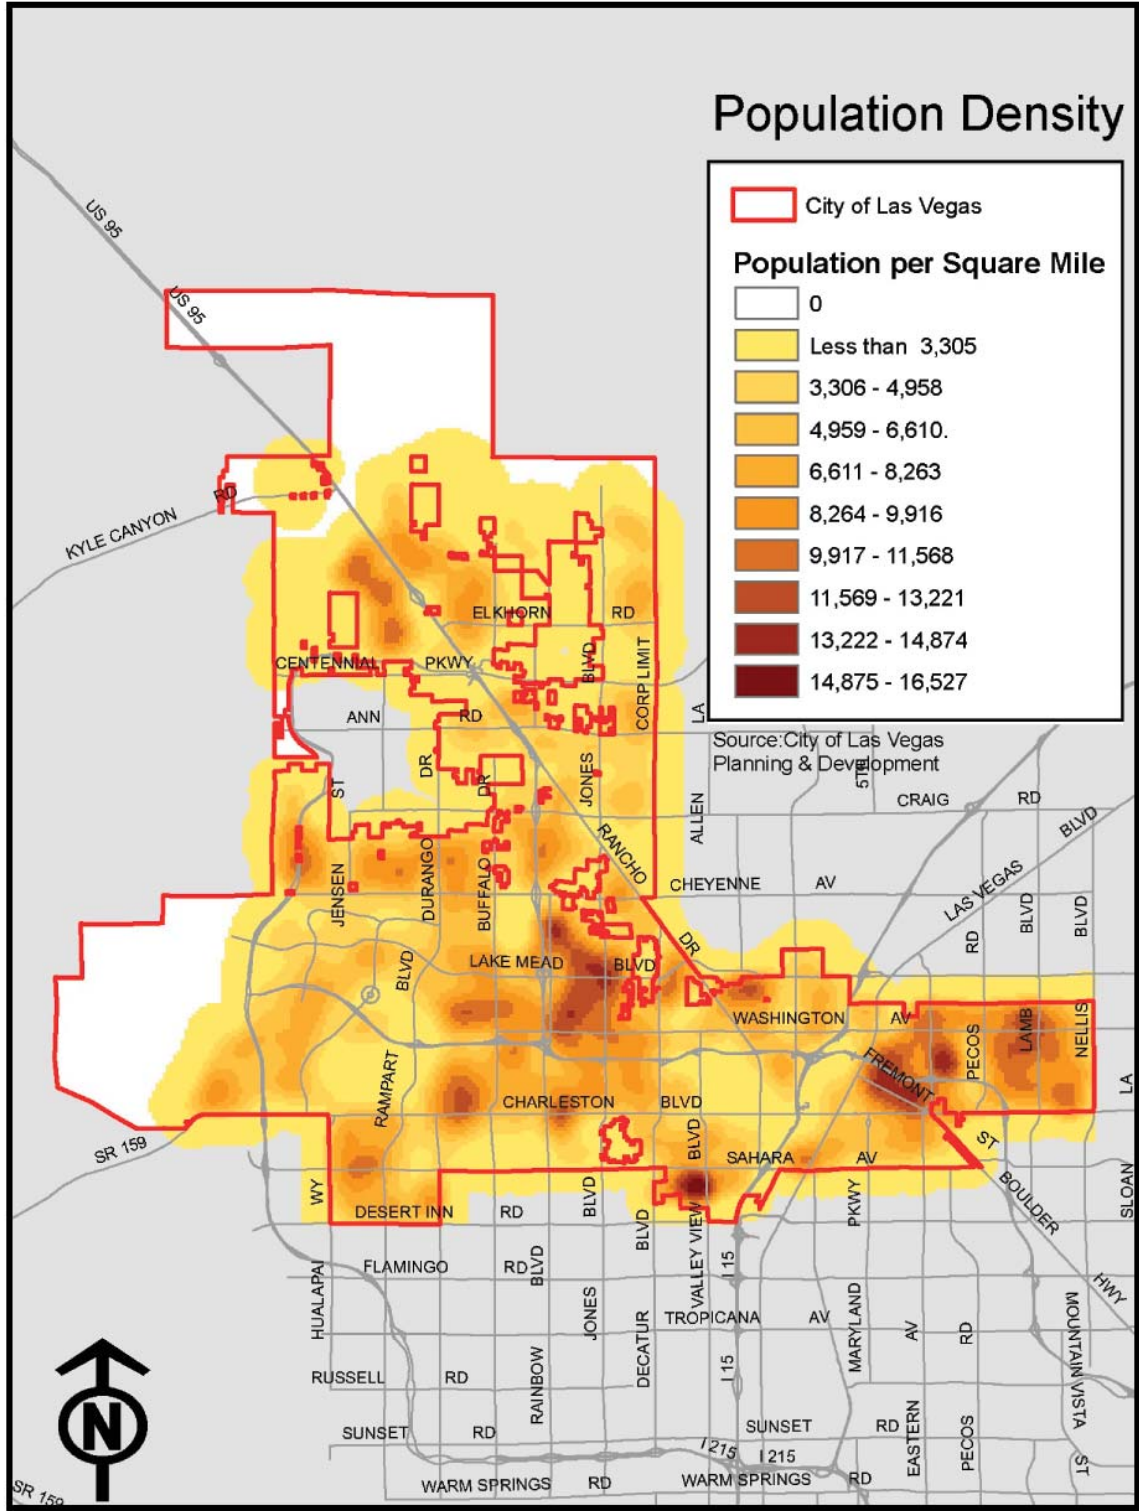 Population Density
City of Las Vegas
Population per Square Mile
0
Less than 3,305
3,306 - 4,958
4,959 - 6,610.
6,611 - 8,263
8,264 - 9,916
9,917 - 11,568
11,569 - 13,221
13,222 - 14,874
14,875 - 16,527
Source:City of Las Vegas
Planning & Development
US 95
US 95
KYLE CANYON RD
ELKHORN RD
CENTENNIAL PKWY
BLVD
CORP LIMIT
ANN RD
LA
DR
DR
ST
JONES
5TH
ALLEN
CRAIG RD
BLVD
RANCHO
JENSEN
DURANGO
BUFFALO
CHEYENNE AV
LAS VEGAS
RD
BLVD
BLVD
DR
BLVD
LAKE MEAD BLVD
WASHINGTON AV
PECOS
LAMB
NELLIS
FREMONT
RAMPART
CHARLESTON BLVD
LA
SR 159
BLVD
SAHARA AV
ST
WY
DESERT INN RD
BLVD
BLVD
VALLEY VIEW
PKWY
BOULDER
SLOAN
FLAMINGO RD
BLVD
I 15
HWY
HUALAPAI
JONES
DECATUR
TROPICANA AV
MARYLAND
AV
RD
MOUNTAIN VISTA
RUSSELL RD
RAINBOW
I 15
SUNSET RD
SUNSET RD
EASTERN
PECOS
I 215
I 215
ST
WARM SPRINGS RD
WARM SPRINGS RD
N
SR 159